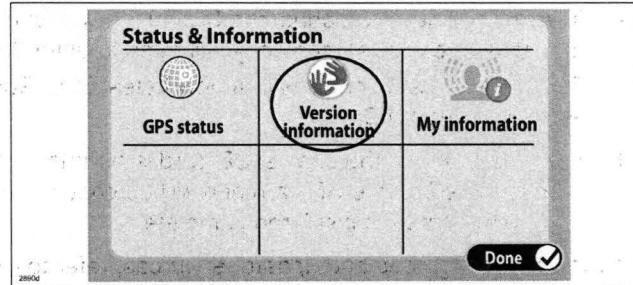 Status & Information
GPS status
Version
information
My information
Done
2890d